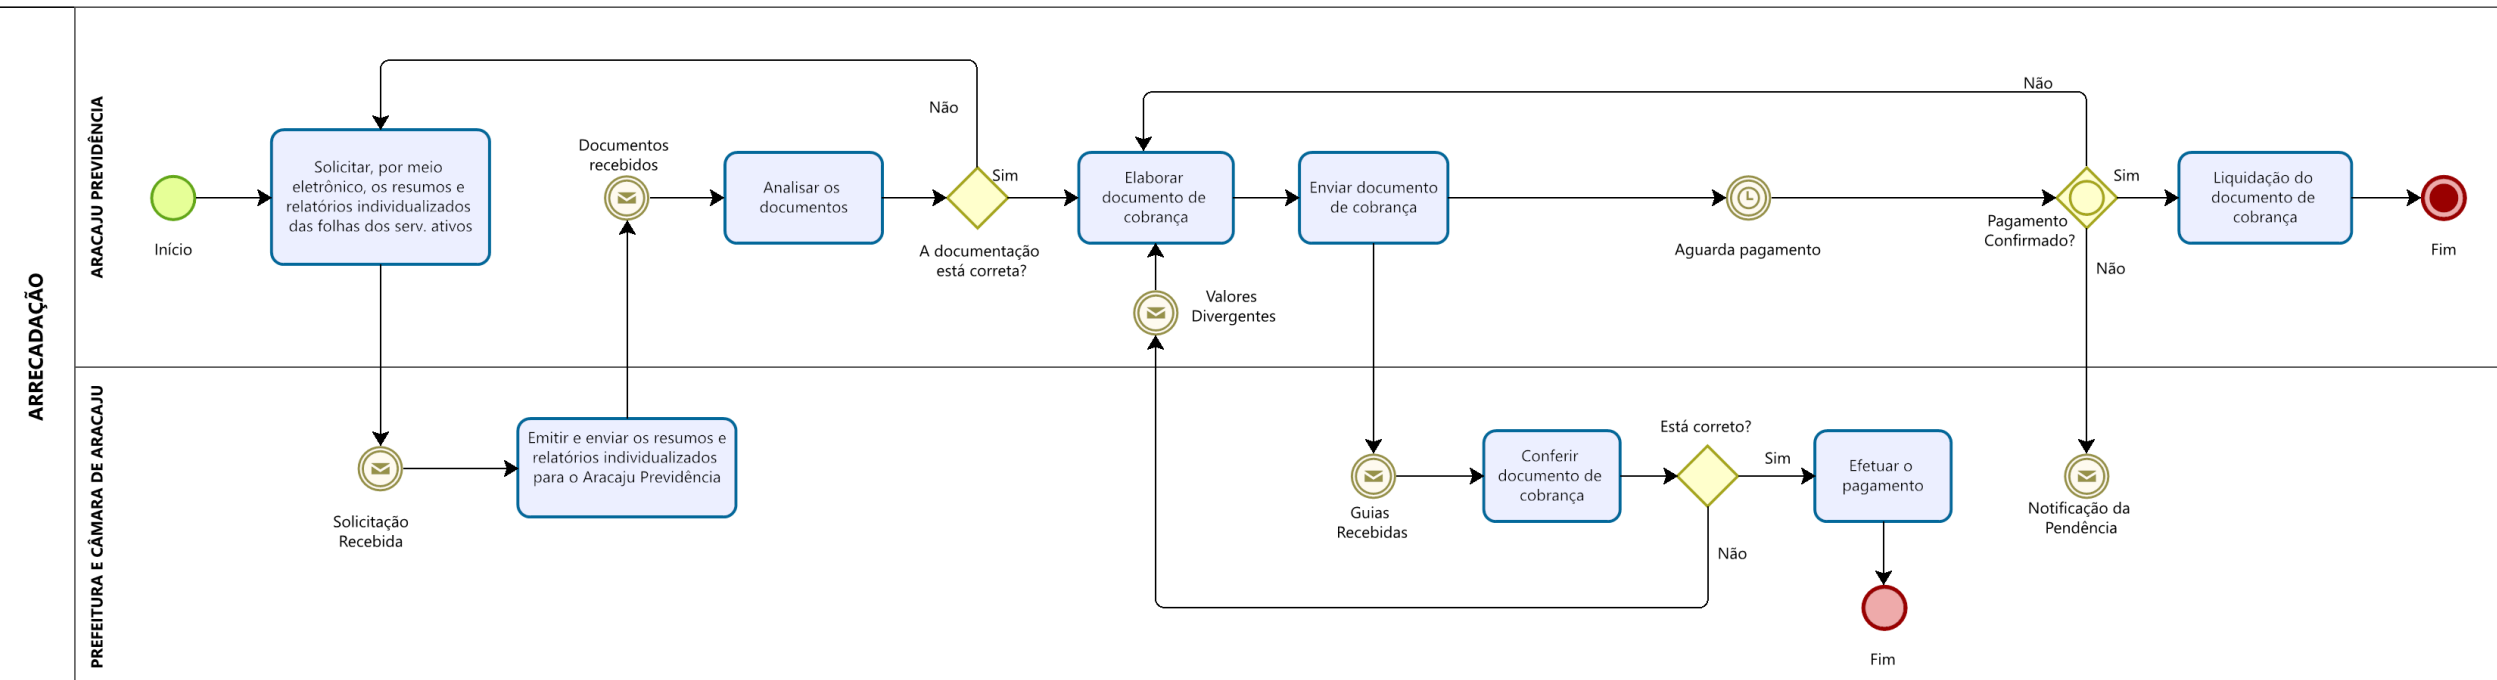 ARRECADAÇÃO
ARACAJU PREVIDÊNCIA
Início
Solicitar, por meio
eletrônico, os resumos e
relatórios individualizados
das folhas dos serv. ativos
Documentos
recebidos
Analisar os
documentos
Não
Sim
A documentação
está correta?
Elaborar
documento de
cobrança
Enviar documento
de cobrança
Valores
Divergentes
Aguarda pagamento
Não
Pagamento
Confirmado?
Sim
Não
Liquidação do
documento de
cobrança
Fim
PREFEITURA E CÂMARA DE ARACAJU
Solicitação
Recebida
Emitir e enviar os resumos e
relatórios individualizados
para o Aracaju Previdência
Guias
Recebidas
Conferir
documento de
cobrança
Está correto?
Sim
Não
Efetuar o
pagamento
Fim
Notificação da
Pendência